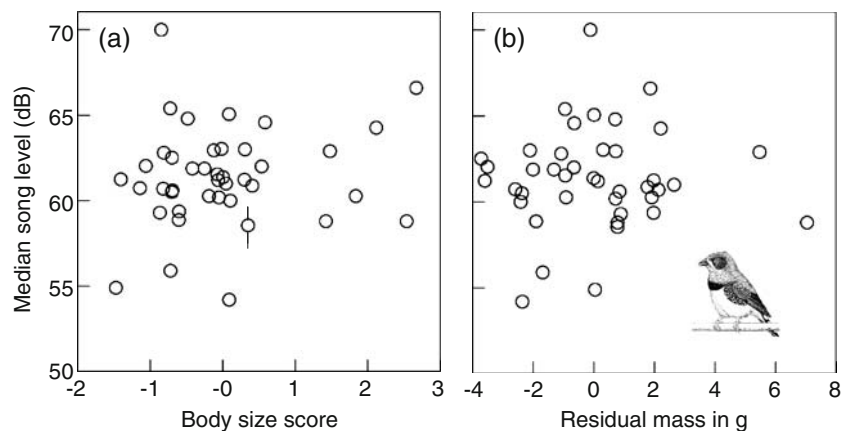 (a)
(b)
Median song level (dB)
70
65
60
55
50
-2 -1 -0 1 2 3
-4 -2 0 2 4 6 8
Body size score
Residual mass in g